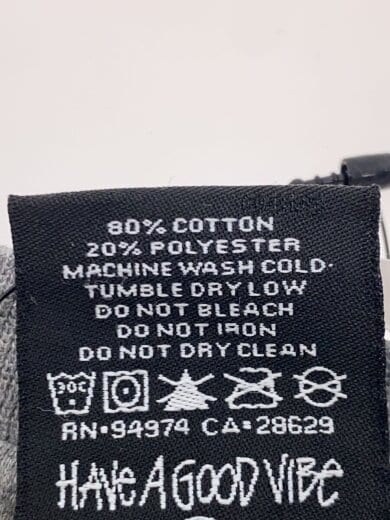 80% COTTON
20% POLYESTER
MACHINE WASH COLD·
TUMBLE DRY LOW
DO NOT BLEACH
DO NOT IRON
DO NOT DRY CLEAN
30C
RN·94974 CA·28629
HAVE A GOOD VIBE